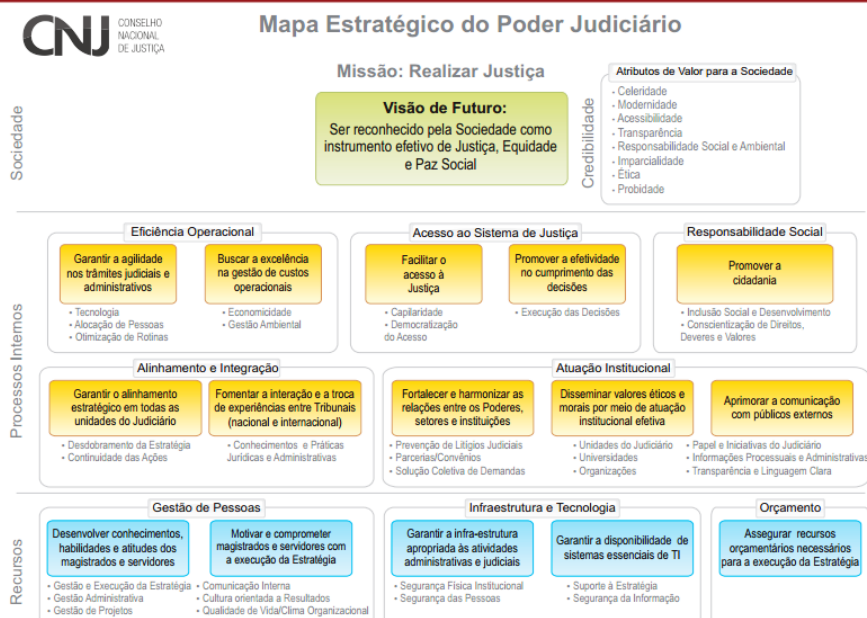 CNJ
CONSELHO
NACIONAL
DE JUSTIÇA
Mapa Estratégico do Poder Judiciário
Missão: Realizar Justiça
Sociedade
Visão de Futuro:
Ser reconhecido pela Sociedade como
instrumento efetivo de Justiça, Equidade
e Paz Social
Credibilidade
Atributos de Valor para a Sociedade
- Celeridade
- Modernidade
- Acessibilidade
- Transparência
- Responsabilidade Social e Ambiental
- Imparcialidade
- Ética
- Probidade
Processos Internos
Eficiência Operacional
Garantir a agilidade
nos trâmites judiciais e
administrativos
• Tecnologia
• Alocação de Pessoas
• Otimização de Rotinas
Buscar a excelência
na gestão de custos
operacionais
• Economicidade
• Gestão Ambiental
Acesso ao Sistema de Justiça
Facilitar o
acesso à
Justiça
• Capilaridade
• Democratização
do Acesso
Promover a efetividade
no cumprimento das
decisões
• Execução das Decisões
Responsabilidade Social
Promover a
cidadania
• Inclusão Social e Desenvolvimento
• Conscientização de Direitos,
Deveres e Valores
Alinhamento e Integração
Garantir o alinhamento
estratégico em todas as
unidades do Judiciário
• Desdobramento da Estratégia
• Continuidade das Ações
Fomentar a interação e a troca
de experiências entre Tribunais
(nacional e internacional)
• Conhecimentos e Práticas
Jurídicas e Administrativas
Atuação Institucional
Fortalecer e harmonizar as
relações entre os Poderes,
setores e instituições
• Prevenção de Litígios Judiciais
• Parcerias/Convênios
• Solução Coletiva de Demandas
Disseminar valores éticos e
morais por meio de atuação
institucional efetiva
• Unidades do Judiciário
• Universidades
• Organizações
Aprimorar a comunicação
com públicos externos
• Papel e Iniciativas do Judiciário
• Informações Processuais e Administrativas
• Transparência e Linguagem Clara
Recursos
Gestão de Pessoas
Desenvolver conhecimentos,
habilidades e atitudes dos
magistrados e servidores
• Gestão e Execução da Estratégia
• Gestão Administrativa
• Gestão de Projetos
Motivar e comprometer
magistrados e servidores com
a execução da Estratégia
• Comunicação Interna
• Cultura orientada a Resultados
• Qualidade de Vida/Clima Organizacional
Infraestrutura e Tecnologia
Garantir a infra-estrutura
apropriada às atividades
administrativas e judiciais
• Segurança Física Institucional
• Segurança das Pessoas
Garantir a disponibilidade de
sistemas essenciais de TI
• Suporte à Estratégia
• Segurança da Informação
Orçamento
Assegurar recursos
orçamentários necessários
para a execução da Estratégia